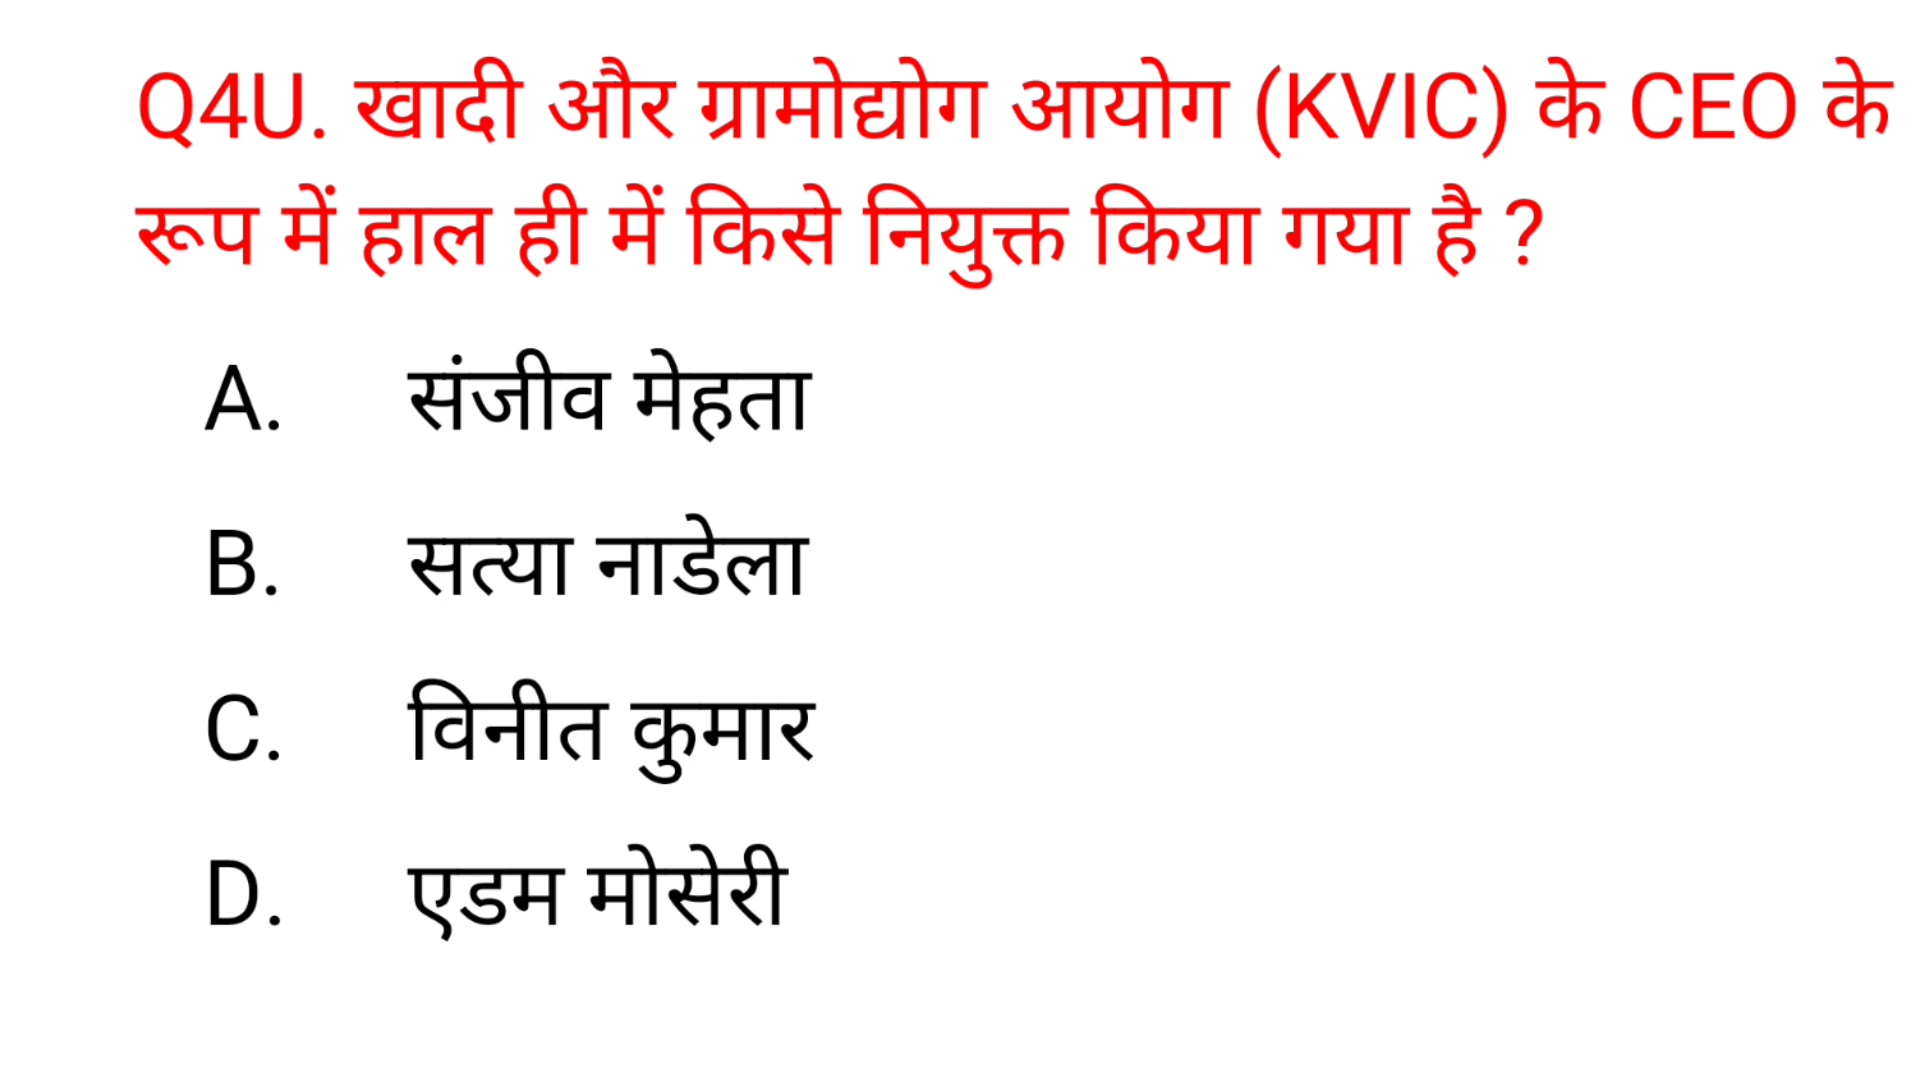 Q4U. खादी और ग्रामोद्योग आयोग (KVIC) के CEO के
रूप में हाल ही में किसे नियुक्त किया गया है ?
A. संजीव मेहता
B. सत्या नाडेला
C. विनीत कुमार
D. एडम मोसेरी